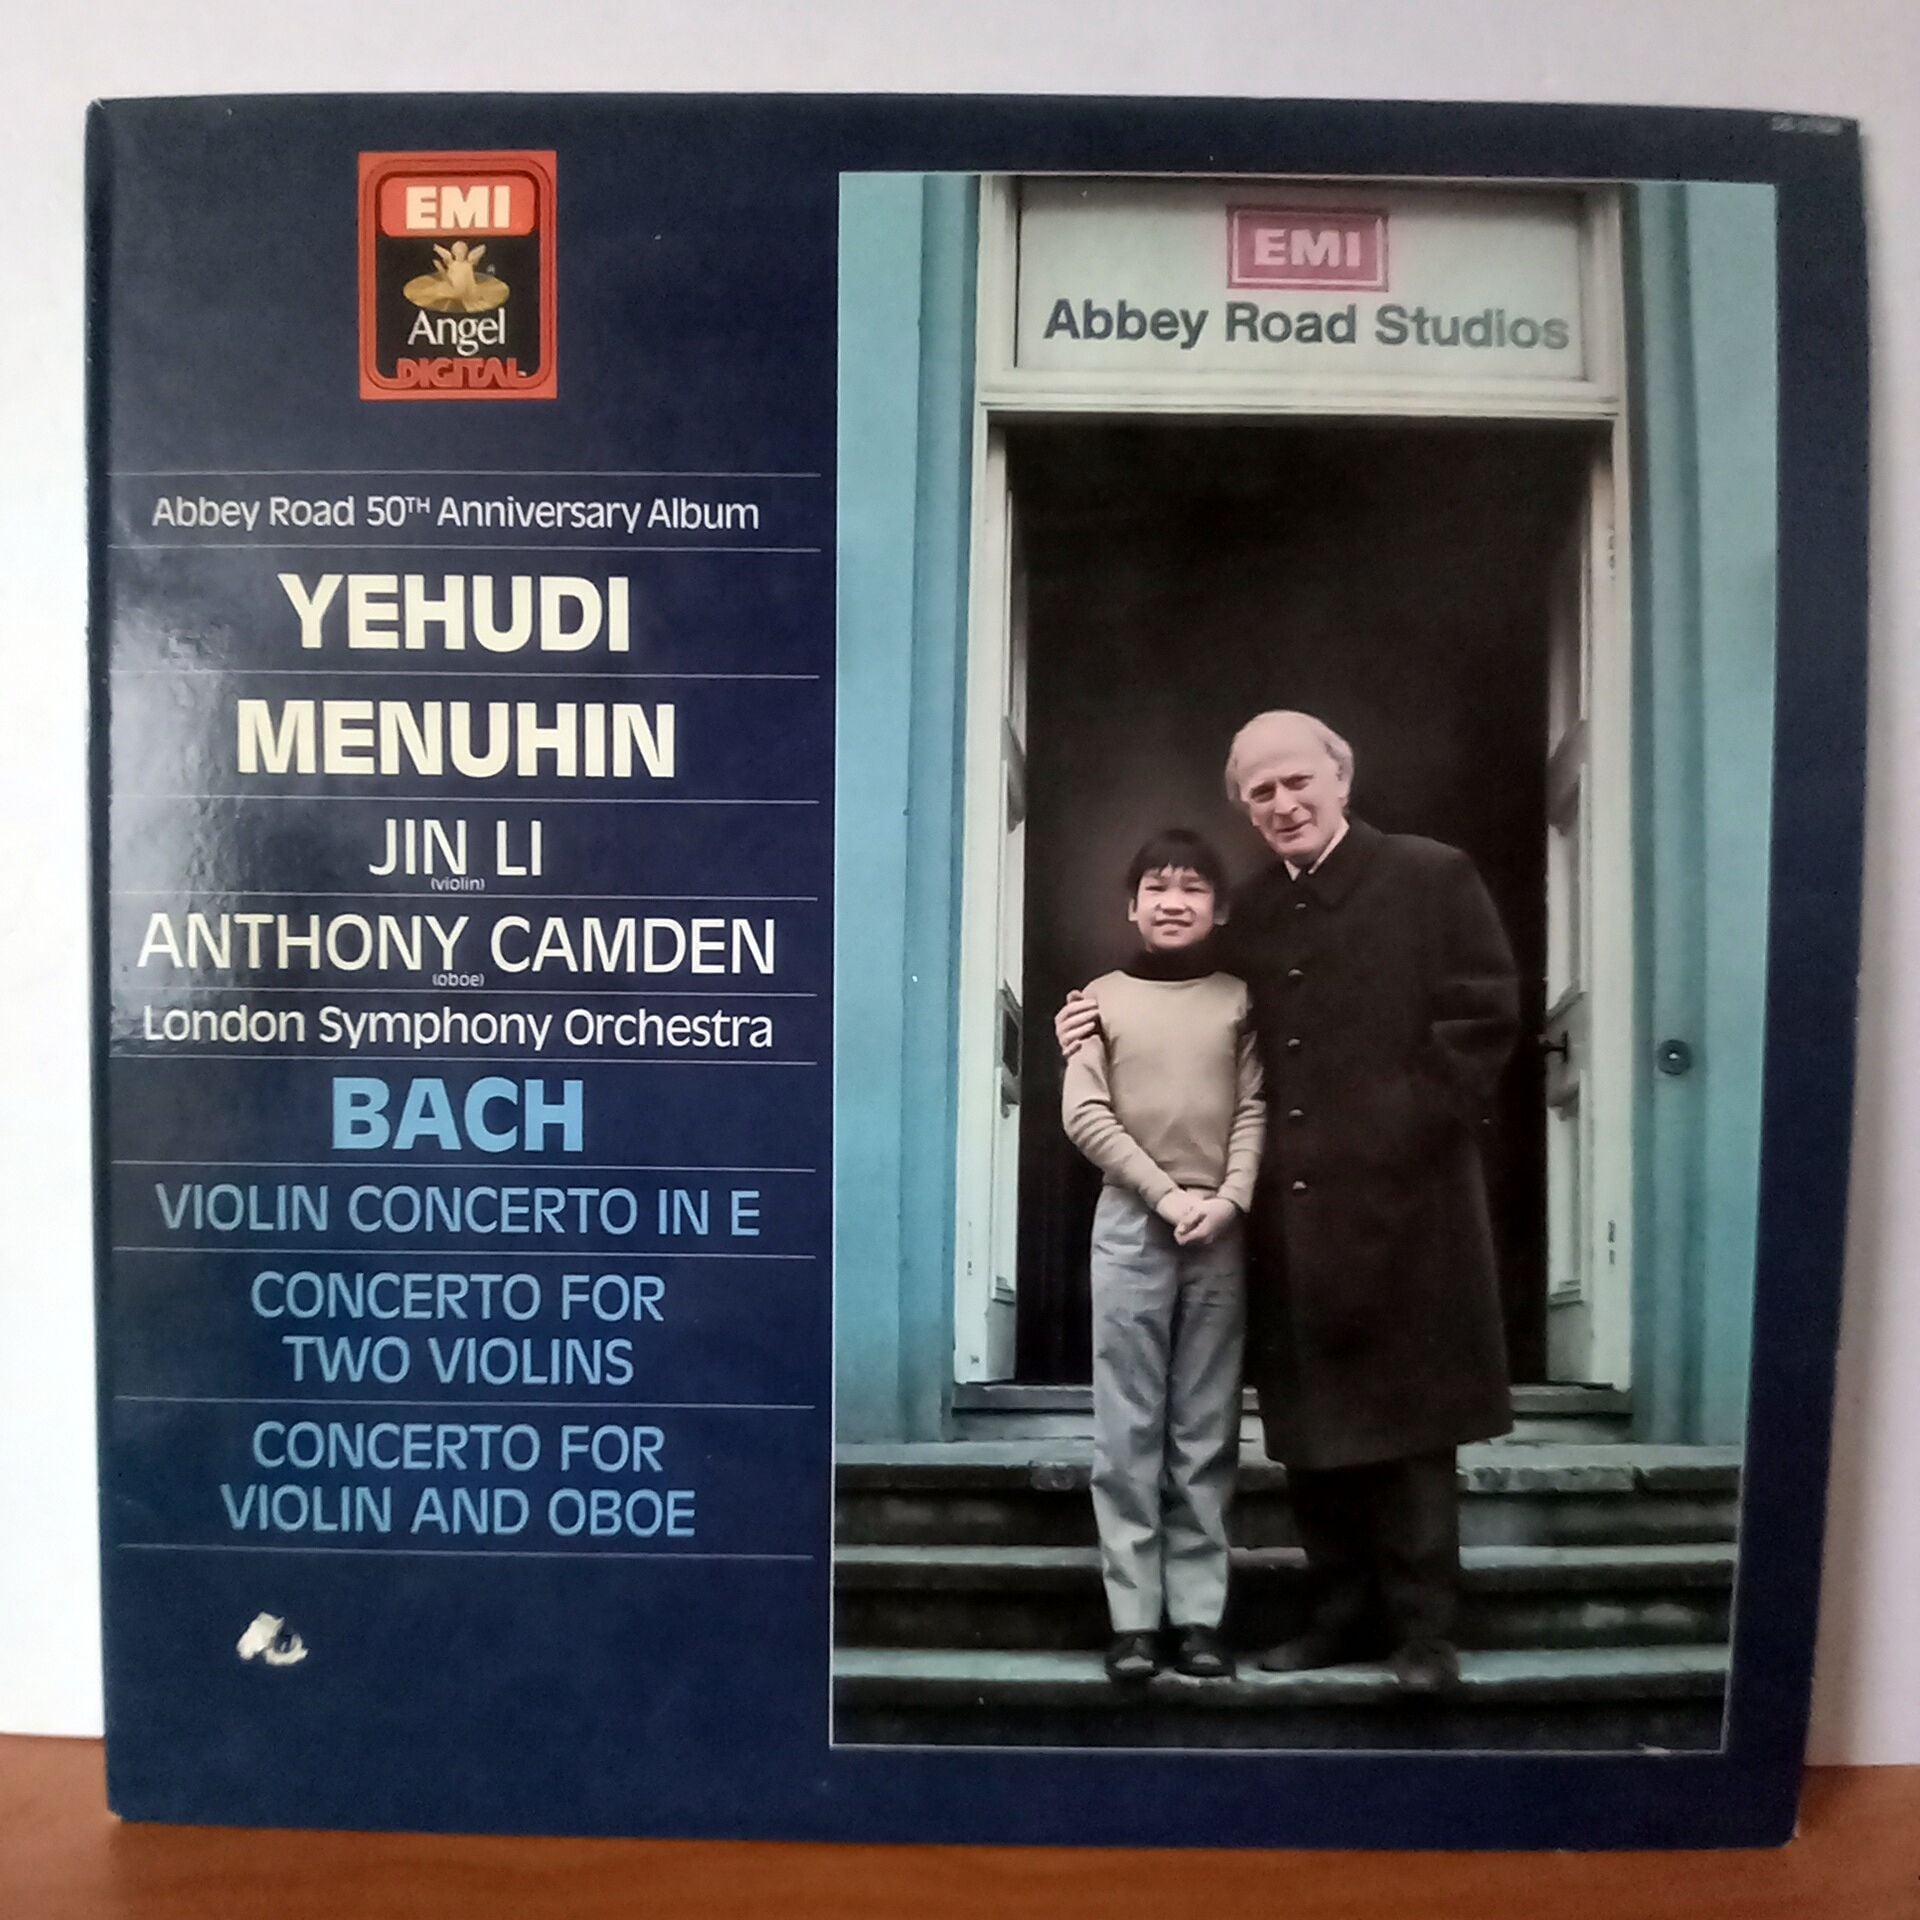 EMI
Angel
DIGITAL
Abbey Road 50TH Anniversary Album
YEHUDI
MENUHIN
JIN LI
(violin)
ANTHONY CAMDEN
(oboe)
London Symphony Orchestra
BACH
VIOLIN CONCERTO IN E
CONCERTO FOR
TWO VIOLINS
CONCERTO FOR
VIOLIN AND OBOE
EMI
Abbey Road Studios